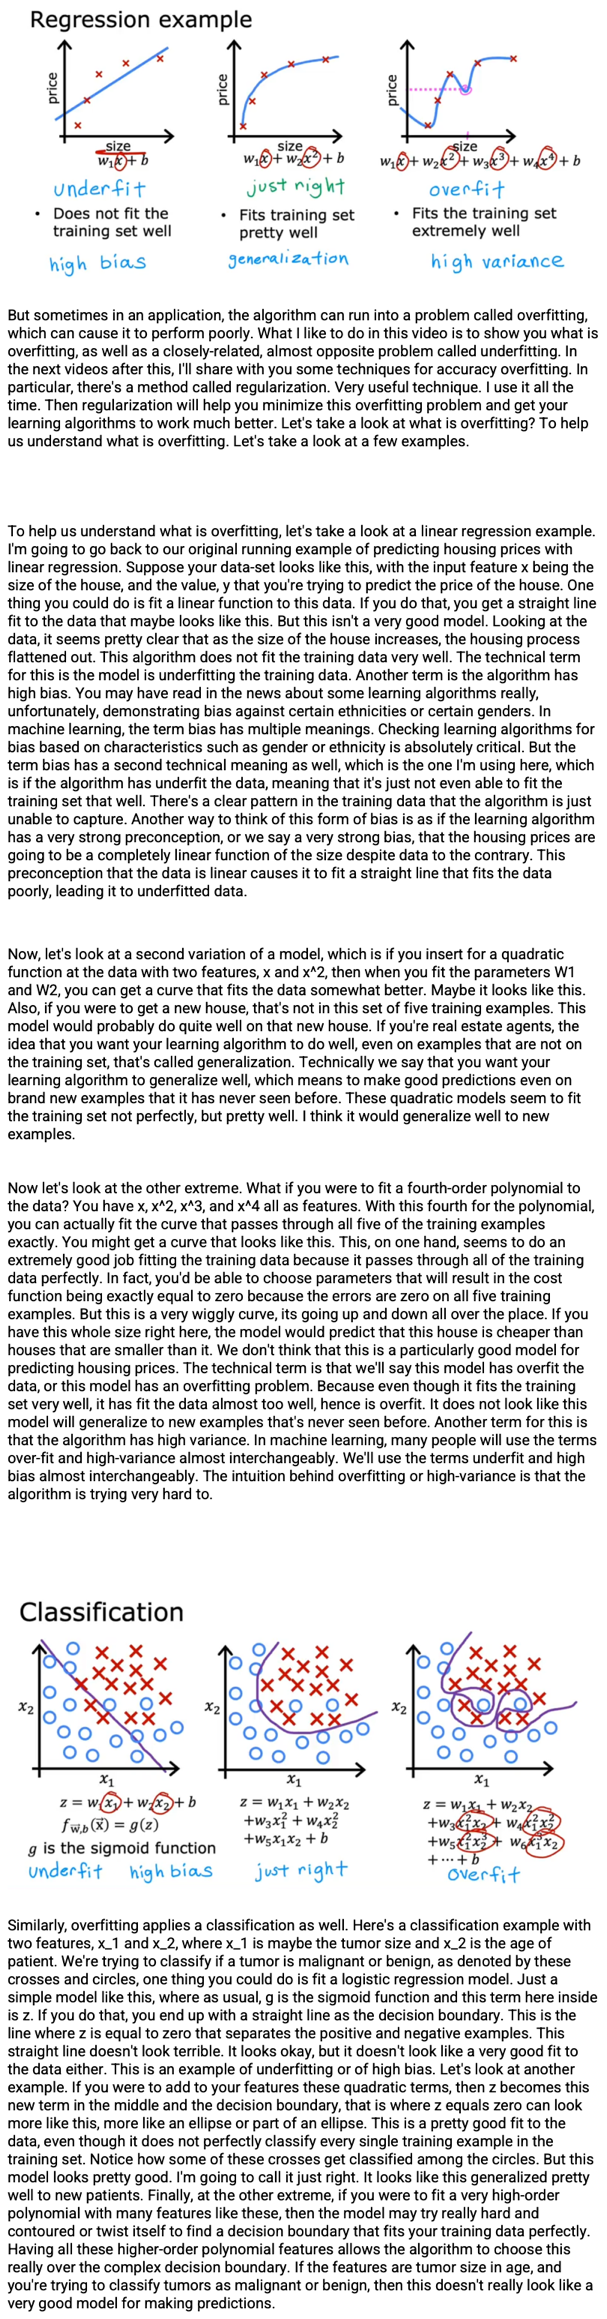 Regression example
price
price
price
size
size
size
w₁x + b
w₁x + w₂x² + b
w₁x + w₂x² + w₃x³ + w₄x⁴ + b
underfit
just right
overfit
• Does not fit the
training set well
• Fits training set
pretty well
• Fits the training set
extremely well
high bias
generalization
high variance
But sometimes in an application, the algorithm can run into a problem called overfitting,
which can cause it to perform poorly. What I like to do in this video is to show you what is
overfitting, as well as a closely-related, almost opposite problem called underfitting. In
the next videos after this, I'll share with you some techniques for accuracy overfitting. In
particular, there's a method called regularization. Very useful technique. I use it all the
time. Then regularization will help you minimize this overfitting problem and get your
learning algorithms to work much better. Let's take a look at what is overfitting? To help
us understand what is overfitting. Let's take a look at a few examples.
To help us understand what is overfitting, let's take a look at a linear regression example.
I'm going to go back to our original running example of predicting housing prices with
linear regression. Suppose your data-set looks like this, with the input feature x being the
size of the house, and the value, y that you're trying to predict the price of the house. One
thing you could do is fit a linear function to this data. If you do that, you get a straight line
fit to the data that maybe looks like this. But this isn't a very good model. Looking at the
data, it seems pretty clear that as the size of the house increases, the housing process
flattened out. This algorithm does not fit the training data very well. The technical term
for this is the model is underfitting the training data. Another term is the algorithm has
high bias. You may have read in the news about some learning algorithms really,
unfortunately, demonstrating bias against certain ethnicities or certain genders. In
machine learning, the term bias has multiple meanings. Checking learning algorithms for
bias based on characteristics such as gender or ethnicity is absolutely critical. But the
term bias has a second technical meaning as well, which is the one I'm using here, which
is if the algorithm has underfit the data, meaning that it's just not even able to fit the
training set that well. There's a clear pattern in the training data that the algorithm is just
unable to capture. Another way to think of this form of bias is as if the learning algorithm
has a very strong preconception, or we say a very strong bias, that the housing prices are
going to be a completely linear function of the size despite data to the contrary. This
preconception that the data is linear causes it to fit a straight line that fits the data
poorly, leading it to underfitted data.
Now, let's look at a second variation of a model, which is if you insert for a quadratic
function at the data with two features, x and x^2, then when you fit the parameters W1
and W2, you can get a curve that fits the data somewhat better. Maybe it looks like this.
Also, if you were to get a new house, that's not in this set of five training examples. This
model would probably do quite well on that new house. If you're real estate agents, the
idea that you want your learning algorithm to do well, even on examples that are not on
the training set, that's called generalization. Technically we say that you want your
learning algorithm to generalize well, which means to make good predictions even on
brand new examples that it has never seen before. These quadratic models seem to fit
the training set not perfectly, but pretty well. I think it would generalize well to new
examples.
Now let's look at the other extreme. What if you were to fit a fourth-order polynomial to
the data? You have x, x^2, x^3, and x^4 all as features. With this fourth for the polynomial,
you can actually fit the curve that passes through all five of the training examples
exactly. You might get a curve that looks like this. This, on one hand, seems to do an
extremely good job fitting the training data because it passes through all of the training
data perfectly. In fact, you'd be able to choose parameters that will result in the cost
function being exactly equal to zero because the errors are zero on all five training
examples. But this is a very wiggly curve, its going up and down all over the place. If you
have this whole size right here, the model would predict that this house is cheaper than
houses that are smaller than it. We don't think that this is a particularly good model for
predicting housing prices. The technical term is that we'll say this model has overfit the
data, or this model has an overfitting problem. Because even though it fits the training
set very well, it has fit the data almost too well, hence is overfit. It does not look like this
model will generalize to new examples that's never seen before. Another term for this is
that the algorithm has high variance. In machine learning, many people will use the terms
over-fit and high-variance almost interchangeably. We'll use the terms underfit and high
bias almost interchangeably. The intuition behind overfitting or high-variance is that the
algorithm is trying very hard to.
Classification
x₂
x₂
x₂
x₁
x₁
x₁
z = w₁x₁ + w₂x₂ + b
f w⃗,b(x⃗) = g(z)
g is the sigmoid function
z = w₁x₁ + w₂x₂
+w₃x₁² + w₄x₂²
+w₅x₁x₂ + b
z = w₁x₁ + w₂x₂
+w₃x₁²x₂ + w₄x₁²x₂²
+w₅x₁²x₂³ + w₆x₁³x₂
+ ⋯ + b
underfit high bias
just right
overfit
Similarly, overfitting applies a classification as well. Here's a classification example with
two features, x_1 and x_2, where x_1 is maybe the tumor size and x_2 is the age of
patient. We're trying to classify if a tumor is malignant or benign, as denoted by these
crosses and circles, one thing you could do is fit a logistic regression model. Just a
simple model like this, where as usual, g is the sigmoid function and this term here inside
is z. If you do that, you end up with a straight line as the decision boundary. This is the
line where z is equal to zero that separates the positive and negative examples. This
straight line doesn't look terrible. It looks okay, but it doesn't look like a very good fit to
the data either. This is an example of underfitting or of high bias. Let's look at another
example. If you were to add to your features these quadratic terms, then z becomes this
new term in the middle and the decision boundary, that is where z equals zero can look
more like this, more like an ellipse or part of an ellipse. This is a pretty good fit to the
data, even though it does not perfectly classify every single training example in the
training set. Notice how some of these crosses get classified among the circles. But this
model looks pretty good. I'm going to call it just right. It looks like this generalized pretty
well to new patients. Finally, at the other extreme, if you were to fit a very high-order
polynomial with many features like these, then the model may try really hard and
contoured or twist itself to find a decision boundary that fits your training data perfectly.
Having all these higher-order polynomial features allows the algorithm to choose this
really over the complex decision boundary. If the features are tumor size in age, and
you're trying to classify tumors as malignant or benign, then this doesn't really look like a
very good model for making predictions.